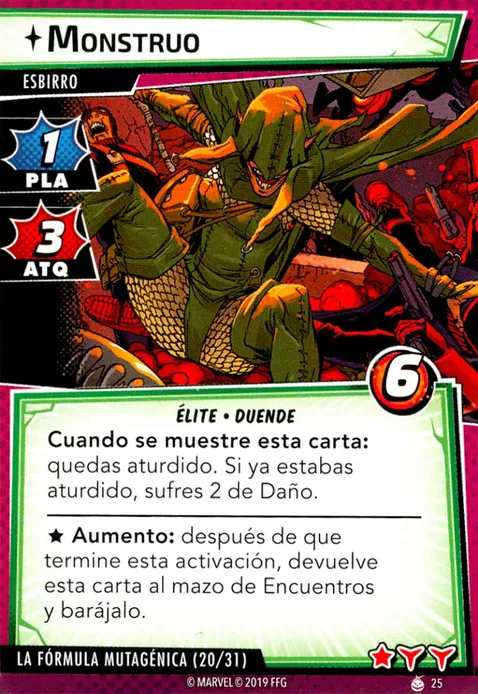 MONSTRUO
ESBIRRO
1
PLA
3
ATQ
6
ÉLITE • DUENDE
Cuando se muestre esta carta:
quedas aturdido. Si ya estabas
aturdido, sufres 2 de Daño.
★ Aumento: después de que
termine esta activación, devuelve
esta carta al mazo de Encuentros
y barájalo.
LA FÓRMULA MUTAGÉNICA (20/31)
© MARVEL © 2019 FFG
25